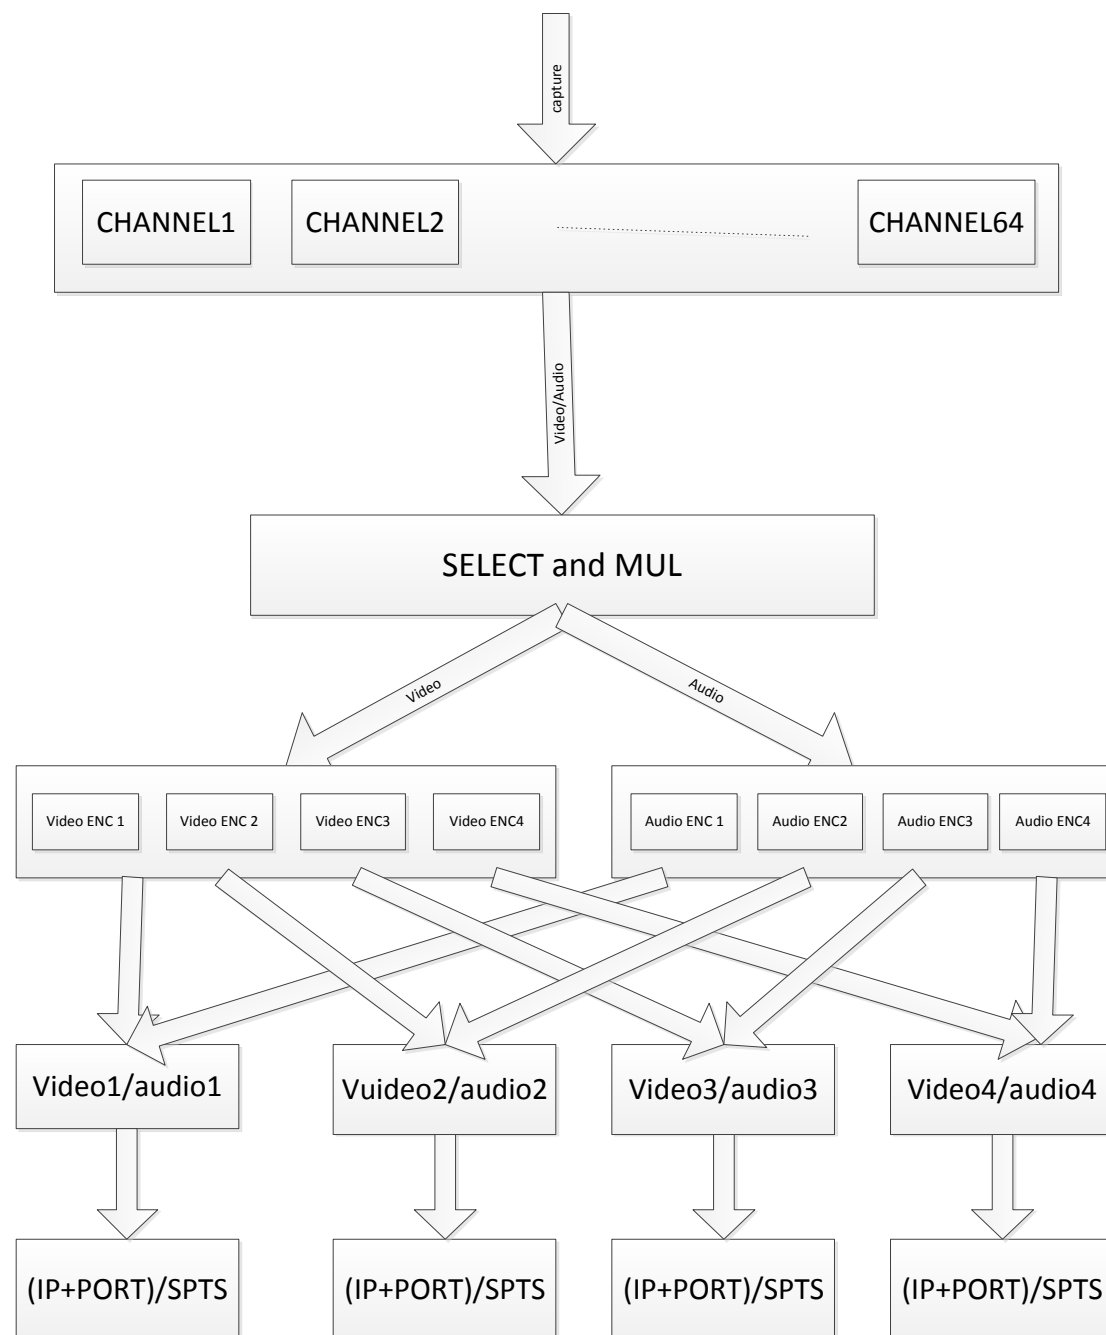 capture
CHANNEL1
CHANNEL2
CHANNEL64
Video/Audio
SELECT and MUL
Video
Audio
Video ENC 1
Video ENC 2
Video ENC3
Video ENC4
Audio ENC 1
Audio ENC2
Audio ENC3
Audio ENC4
Video1/audio1
Vuideo2/audio2
Video3/audio3
Video4/audio4
(IP+PORT)/SPTS
(IP+PORT)/SPTS
(IP+PORT)/SPTS
(IP+PORT)/SPTS